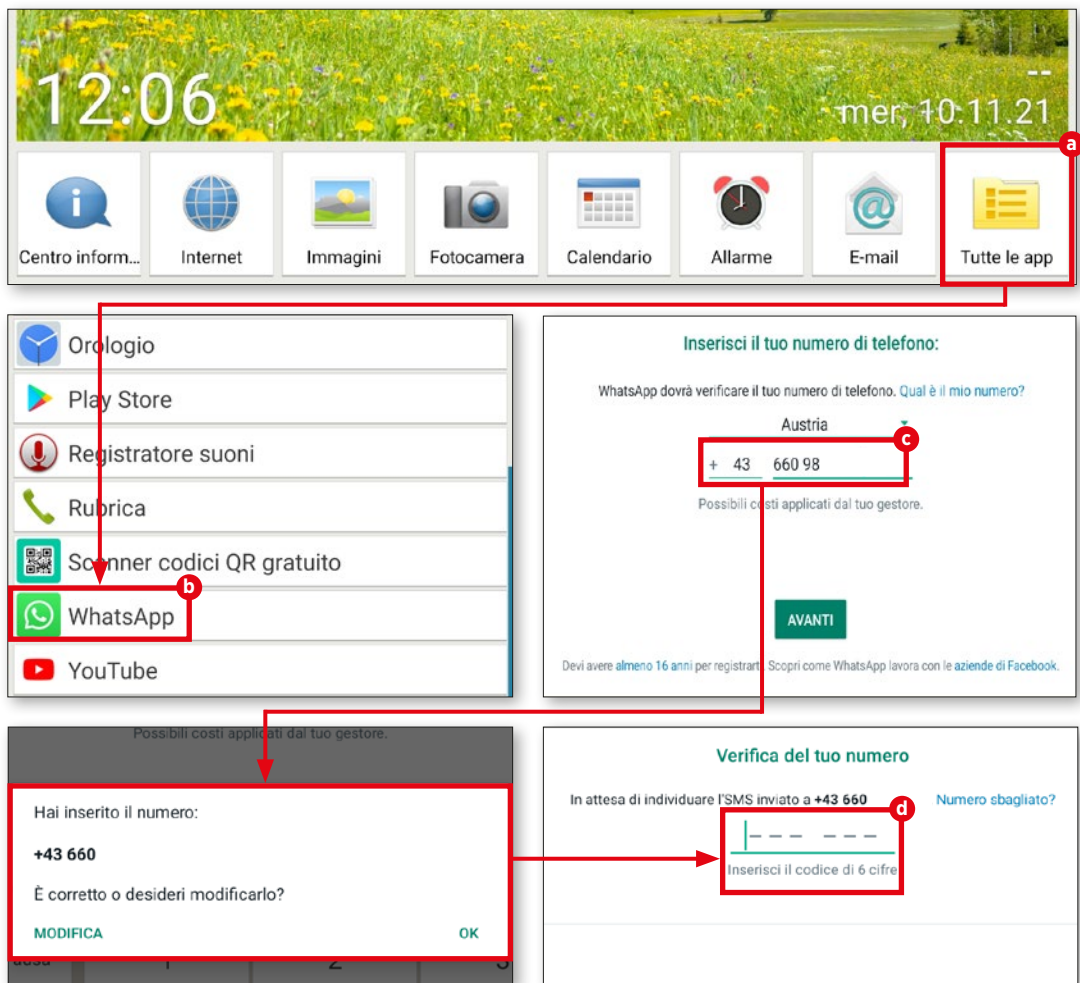 12:06
--
mer, 10.11.21
a
Centro inform...
Internet
Immagini
Fotocamera
Calendario
Allarme
E-mail
Tutte le app
Orologio
Play Store
Registratore suoni
Rubrica
Scanner codici QR gratuito
b
WhatsApp
YouTube
Inserisci il tuo numero di telefono:
WhatsApp dovrà verificare il tuo numero di telefono. Qual è il mio numero?
Austria
c
+ 43 660 98
Possibili costi applicati dal tuo gestore.
AVANTI
Devi avere almeno 16 anni per registrarti. Scopri come WhatsApp lavora con le aziende di Facebook.
Possibili costi applicati dal tuo gestore.
Hai inserito il numero:
+43 660
È corretto o desideri modificarlo?
MODIFICA
OK
1 2 3
Verifica del tuo numero
In attesa di individuare l'SMS inviato a +43 660
Numero sbagliato?
d
--- ---
Inserisci il codice di 6 cifre